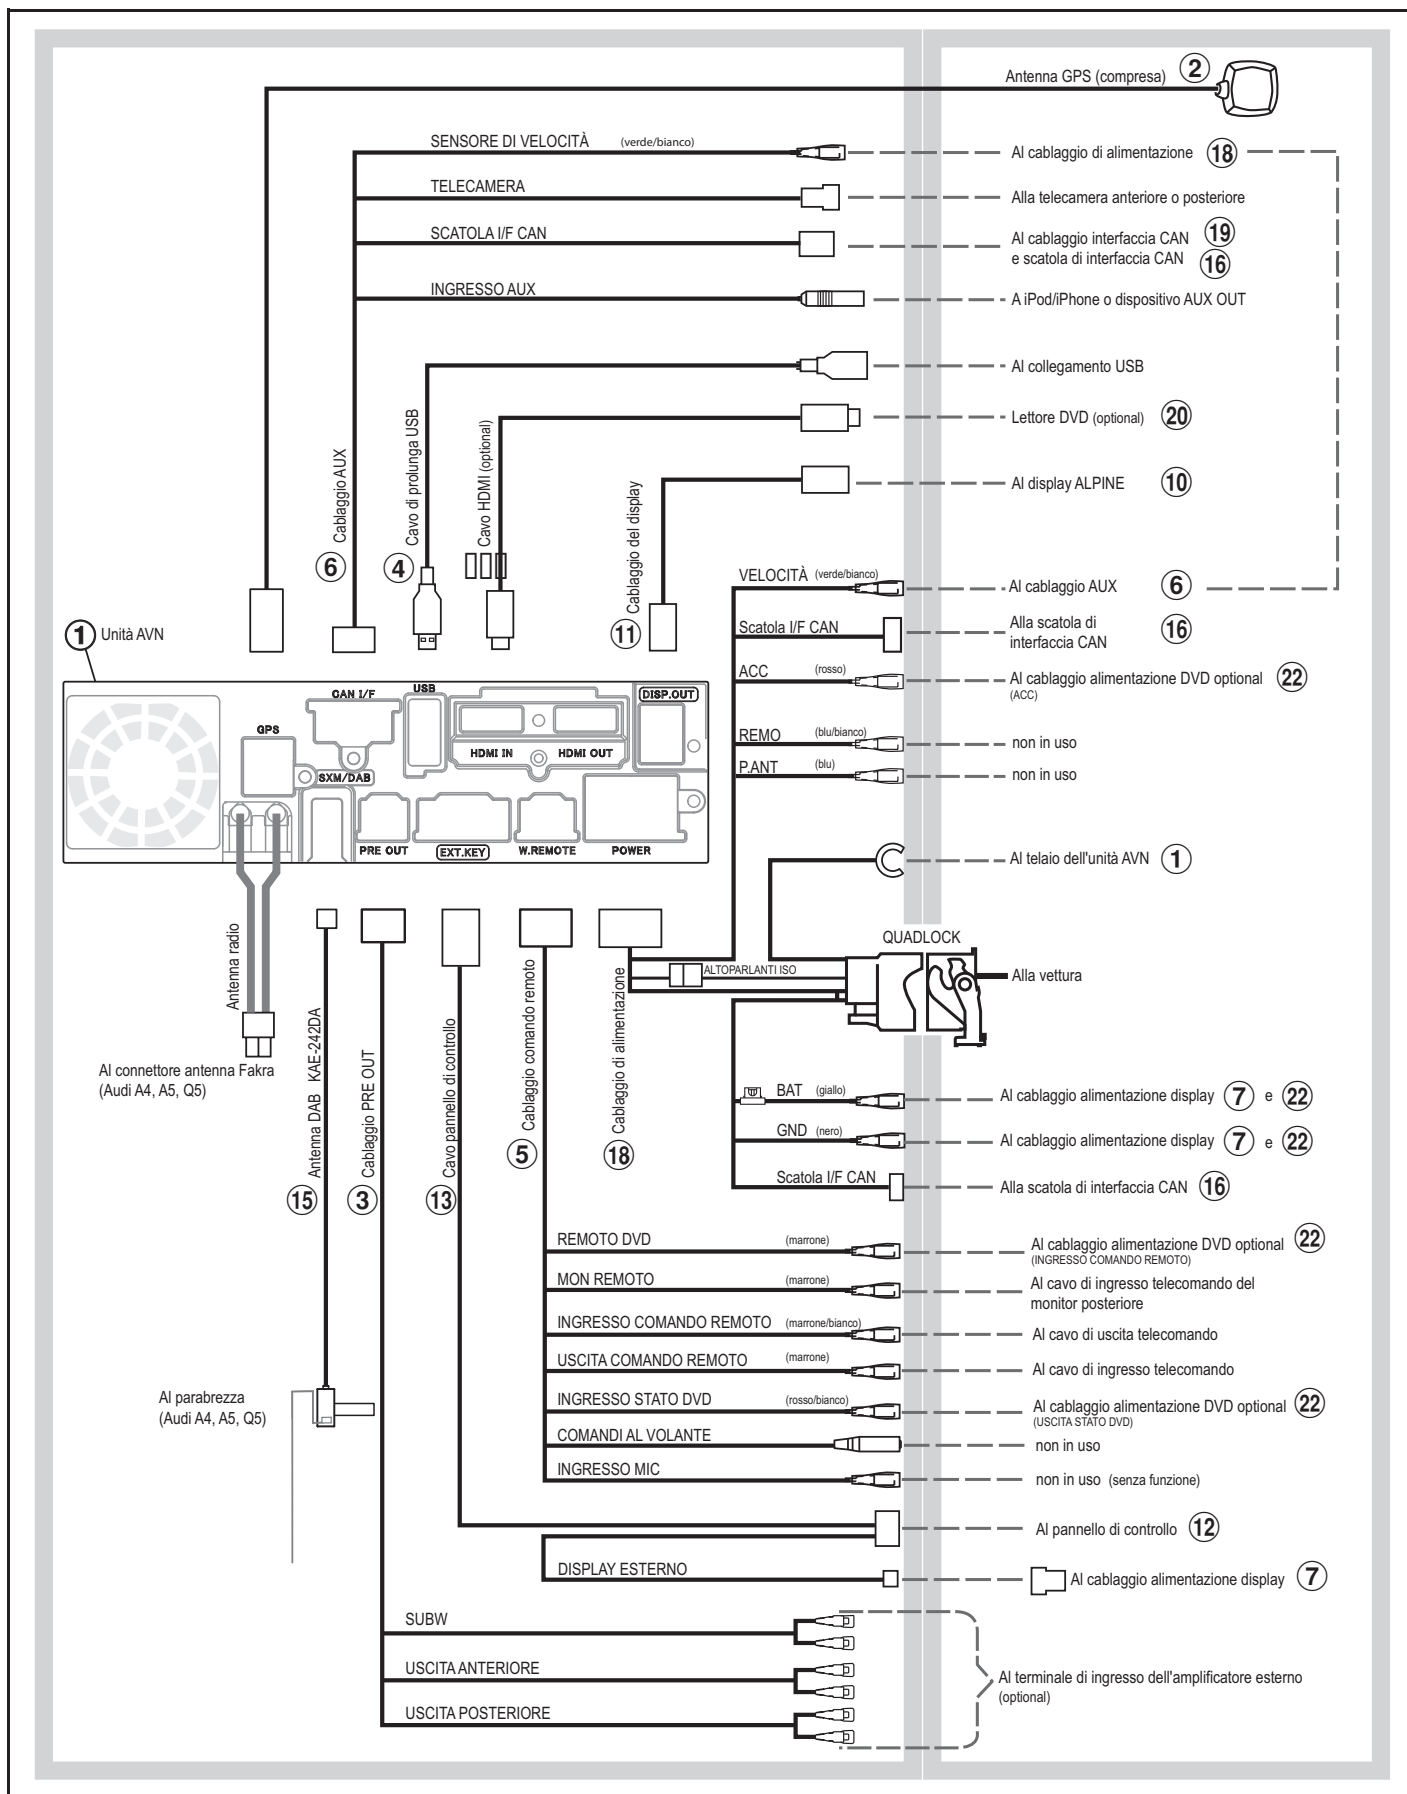 Antenna GPS (compresa) 2
SENSORE DI VELOCITÀ (verde/bianco)
Al cablaggio di alimentazione 18
TELECAMERA
Alla telecamera anteriore o posteriore
SCATOLA I/F CAN
Al cablaggio interfaccia CAN 19
e scatola di interfaccia CAN 16
INGRESSO AUX
A iPod/iPhone o dispositivo AUX OUT
Al collegamento USB
Lettore DVD (optional) 20
Al display ALPINE 10
Cablaggio AUX
6
Cavo di prolunga USB
4
Cavo HDMI (optional)
Cablaggio del display
11
1 Unità AVN
VELOCITÀ (verde/bianco)
Al cablaggio AUX 6
Scatola I/F CAN
Alla scatola di
interfaccia CAN 16
ACC (rosso)
Al cablaggio alimentazione DVD optional 22
(ACC)
REMO (blu/bianco)
non in uso
P.ANT (blu)
non in uso
CAN I/F
USB
DISP.OUT
GPS
HDMI IN
HDMI OUT
SXM/DAB
PRE OUT
EXT.KEY
W.REMOTE
POWER
Al telaio dell'unità AVN 1
QUADLOCK
ALTOPARLANTI ISO
Alla vettura
Antenna radio
Al connettore antenna Fakra
(Audi A4, A5, Q5)
Antenna DAB KAE-242DA
15
Cablaggio PRE OUT
3
Cavo pannello di controllo
13
Cablaggio comando remoto
5
Cablaggio di alimentazione
18
BAT (giallo)
Al cablaggio alimentazione display 7 e 22
GND (nero)
Al cablaggio alimentazione display 7 e 22
Scatola I/F CAN
Alla scatola di interfaccia CAN 16
REMOTO DVD (marrone)
Al cablaggio alimentazione DVD optional 22
(INGRESSO COMANDO REMOTO)
MON REMOTO (marrone)
Al cavo di ingresso telecomando del
monitor posteriore
INGRESSO COMANDO REMOTO (marrone/bianco)
Al cavo di uscita telecomando
USCITA COMANDO REMOTO (marrone)
Al cavo di ingresso telecomando
INGRESSO STATO DVD (rosso/bianco)
Al cablaggio alimentazione DVD optional 22
(USCITA STATO DVD)
COMANDI AL VOLANTE
non in uso
INGRESSO MIC
non in uso (senza funzione)
Al parabrezza
(Audi A4, A5, Q5)
Al pannello di controllo 12
DISPLAY ESTERNO
Al cablaggio alimentazione display 7
SUBW
USCITA ANTERIORE
USCITA POSTERIORE
Al terminale di ingresso dell'amplificatore esterno
(optional)